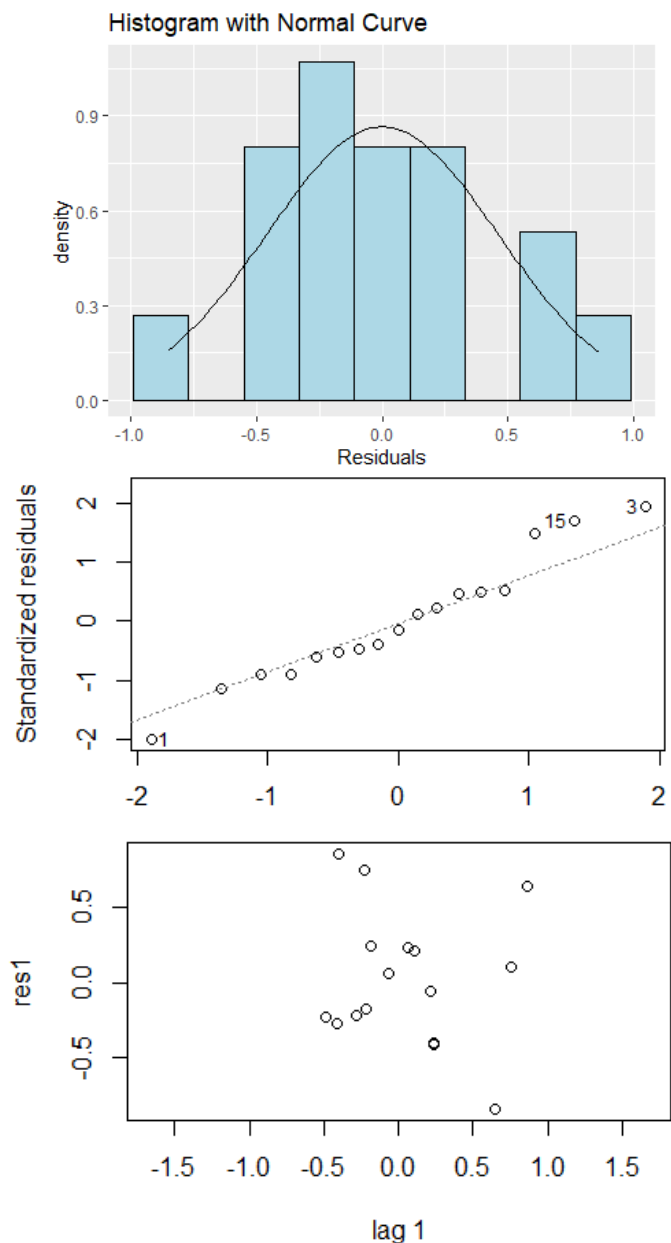 Histogram with Normal Curve
density
0.9
0.6
0.3
0.0
-1.0 -0.5 0.0 0.5 1.0
Residuals
Standardized residuals
2
1
0
-1
-2
15 3
1
-2 -1 0 1 2
res1
0.5
0.0
-0.5
-1.5 -1.0 -0.5 0.0 0.5 1.0 1.5
lag 1